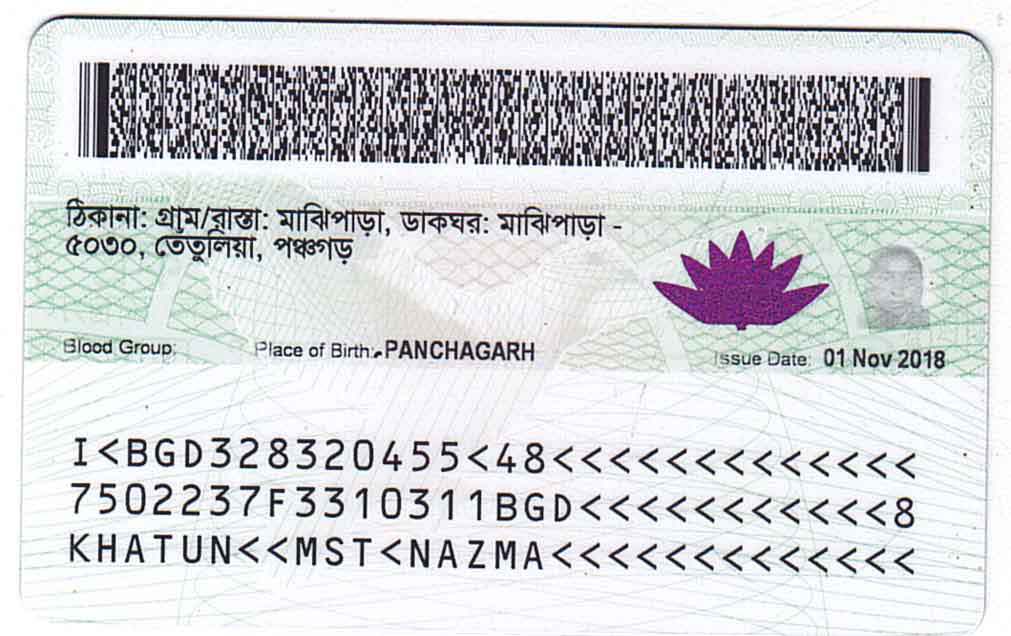 ঠিকানা: গ্রাম/রাস্তা: মাঝিপাড়া, ডাকঘর: মাঝিপাড়া -
৫০৩০, তেঁতুলিয়া, পঞ্চগড়
Blood Group: Place of Birth: PANCHAGARH Issue Date: 01 Nov 2018
I<BGD328320455<48<<<<<<<<<<<<<
7502237F3310311BGD<<<<<<<<<<<8
KHATUN<<MST<NAZMA<<<<<<<<<<<<<